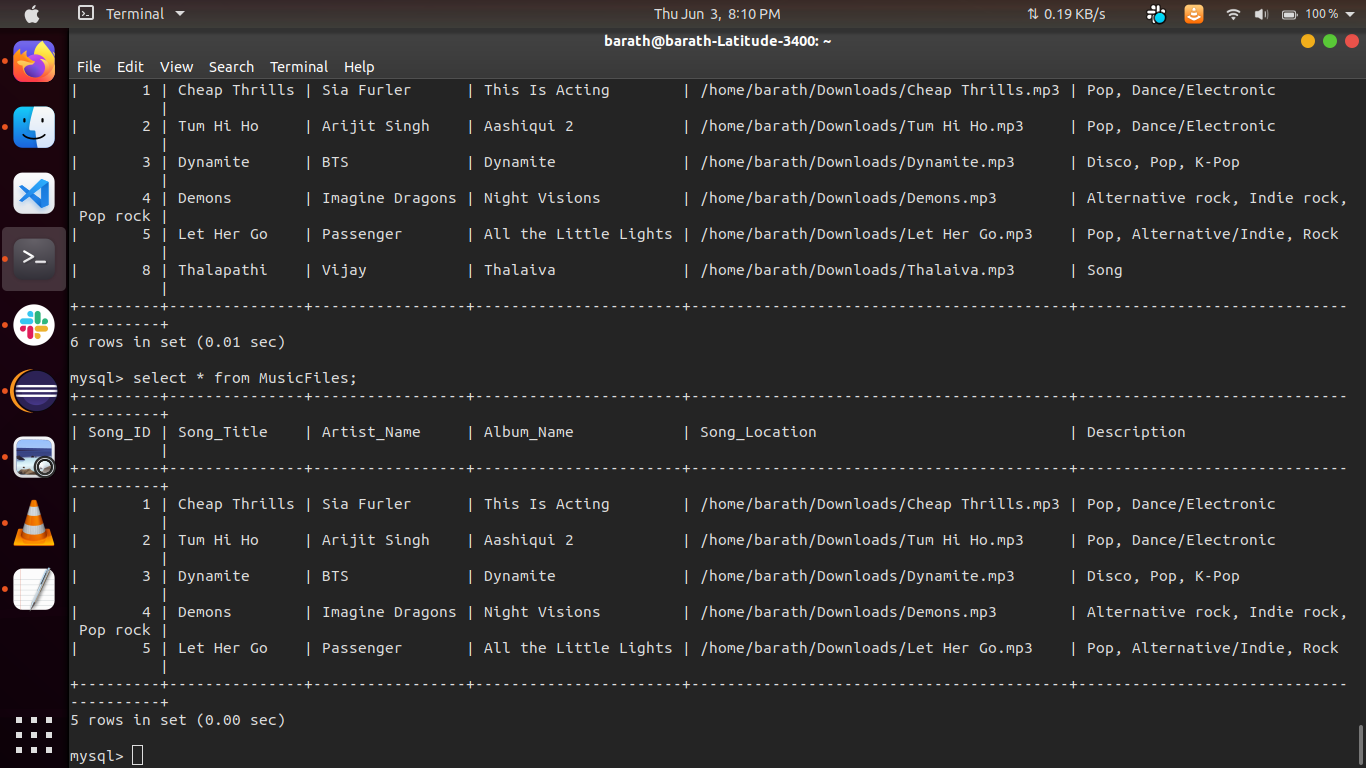 Terminal
Thu Jun 3, 8:10 PM
0.19 KB/s
100 %
barath@barath-Latitude-3400: ~
File Edit View Search Terminal Help
|       1 | Cheap Thrills | Sia Furler      | This Is Acting        | /home/barath/Downloads/Cheap Thrills.mp3 | Pop, Dance/Electronic
          |
|       2 | Tum Hi Ho     | Arijit Singh    | Aashiqui 2            | /home/barath/Downloads/Tum Hi Ho.mp3     | Pop, Dance/Electronic
          |
|       3 | Dynamite      | BTS             | Dynamite              | /home/barath/Downloads/Dynamite.mp3      | Disco, Pop, K-Pop
          |
|       4 | Demons        | Imagine Dragons | Night Visions         | /home/barath/Downloads/Demons.mp3        | Alternative rock, Indie rock,
 Pop rock |
|       5 | Let Her Go    | Passenger       | All the Little Lights | /home/barath/Downloads/Let Her Go.mp3    | Pop, Alternative/Indie, Rock
          |
|       8 | Thalapathi    | Vijay           | Thalaiva              | /home/barath/Downloads/Thalaiva.mp3      | Song
          |
+---------+---------------+-----------------+-----------------------+------------------------------------------+------------------------------
----------+
6 rows in set (0.01 sec)
mysql> select * from MusicFiles;
+---------+---------------+-----------------+-----------------------+------------------------------------------+------------------------------
----------+
| Song_ID | Song_Title    | Artist_Name     | Album_Name            | Song_Location                            | Description
          |
+---------+---------------+-----------------+-----------------------+------------------------------------------+------------------------------
----------+
|       1 | Cheap Thrills | Sia Furler      | This Is Acting        | /home/barath/Downloads/Cheap Thrills.mp3 | Pop, Dance/Electronic
          |
|       2 | Tum Hi Ho     | Arijit Singh    | Aashiqui 2            | /home/barath/Downloads/Tum Hi Ho.mp3     | Pop, Dance/Electronic
          |
|       3 | Dynamite      | BTS             | Dynamite              | /home/barath/Downloads/Dynamite.mp3      | Disco, Pop, K-Pop
          |
|       4 | Demons        | Imagine Dragons | Night Visions         | /home/barath/Downloads/Demons.mp3        | Alternative rock, Indie rock,
 Pop rock |
|       5 | Let Her Go    | Passenger       | All the Little Lights | /home/barath/Downloads/Let Her Go.mp3    | Pop, Alternative/Indie, Rock
          |
+---------+---------------+-----------------+-----------------------+------------------------------------------+------------------------------
----------+
5 rows in set (0.00 sec)
mysql>